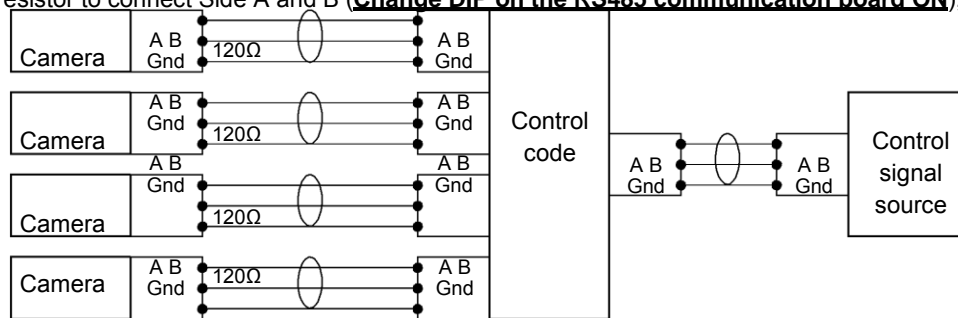 esistor to connect Side A and B (Change DIP on the RS485 communication board ON)
Camera
A B
Gnd
120Ω
A B
Gnd
Camera
A B
Gnd
120Ω
A B
Gnd
Camera
A B
Gnd
120Ω
A B
Gnd
Camera
A B
Gnd
120Ω
A B
Gnd
Control
code
A B
Gnd
A B
Gnd
Control
signal
source